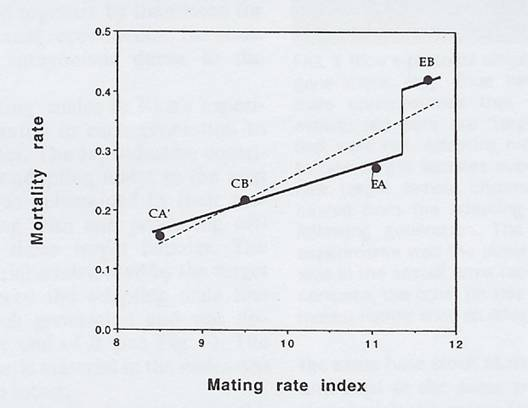 0.5
EB
0.4
Mortality rate
0.3
CB'
EA
0.2
CA'
0.1
0.0
8 9 10 11 12
Mating rate index